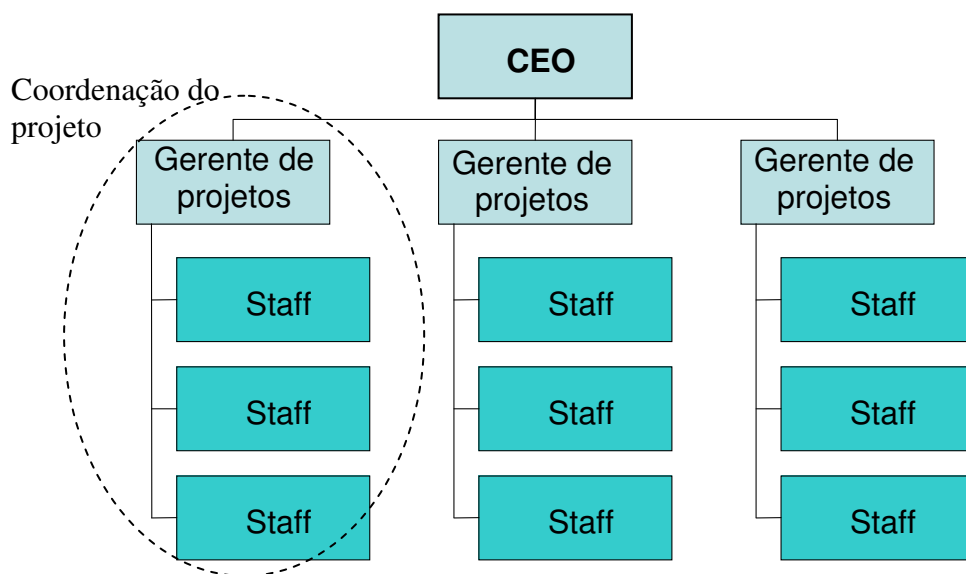 CEO
Coordenação do
projeto
Gerente de
projetos
Gerente de
projetos
Gerente de
projetos
Staff
Staff
Staff
Staff
Staff
Staff
Staff
Staff
Staff